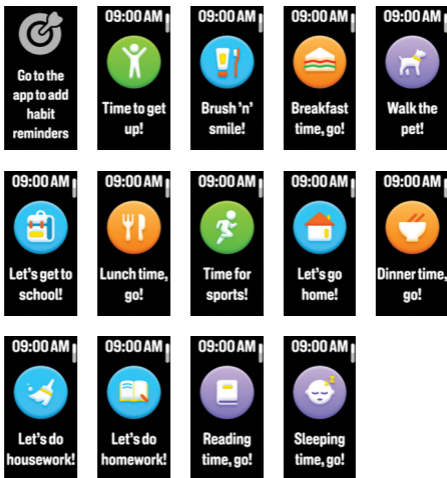 Go to the
app to add
habit
reminders
09:00 AM
Time to get
up!
09:00 AM
Brush 'n'
smile!
09:00 AM
Breakfast
time, go!
09:00 AM
Walk the
pet!
09:00 AM
Let's get to
school!
09:00 AM
Lunch time,
go!
09:00 AM
Time for
sports!
09:00 AM
Let's go
home!
09:00 AM
Dinner time,
go!
09:00 AM
Let's do
housework!
09:00 AM
Let's do
homework!
09:00 AM
Reading
time, go!
09:00 AM
Sleeping
time, go!